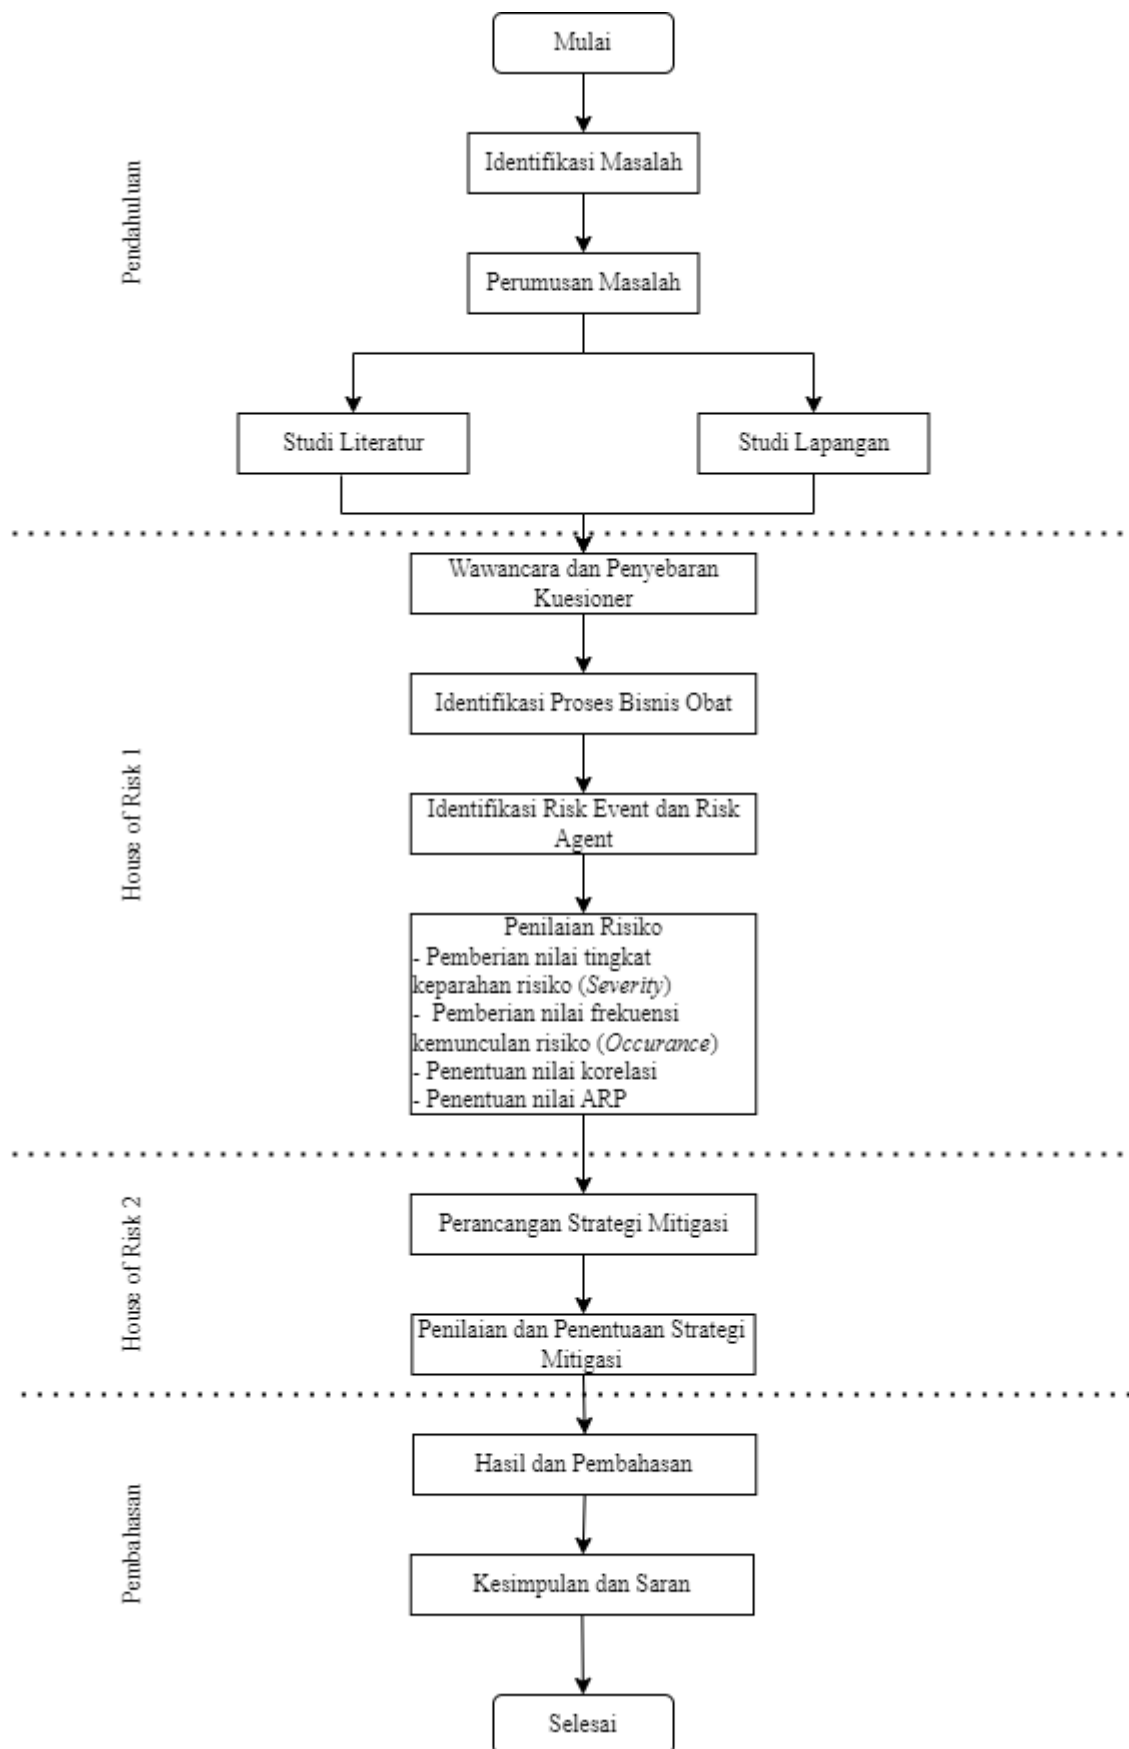 Mulai
Pendahuluan
Identifikasi Masalah
Perumusan Masalah
Studi Literatur
Studi Lapangan
House of Risk 1
Wawancara dan Penyebaran
Kuesioner
Identifikasi Proses Bisnis Obat
Identifikasi Risk Event dan Risk
Agent
Penilaian Risiko
- Pemberian nilai tingkat
keparahan risiko (Severity)
- Pemberian nilai frekuensi
kemunculan risiko (Occurance)
- Penentuan nilai korelasi
- Penentuan nilai ARP
House of Risk 2
Perancangan Strategi Mitigasi
Penilaian dan Penentuaan Strategi
Mitigasi
Pembahasan
Hasil dan Pembahasan
Kesimpulan dan Saran
Selesai